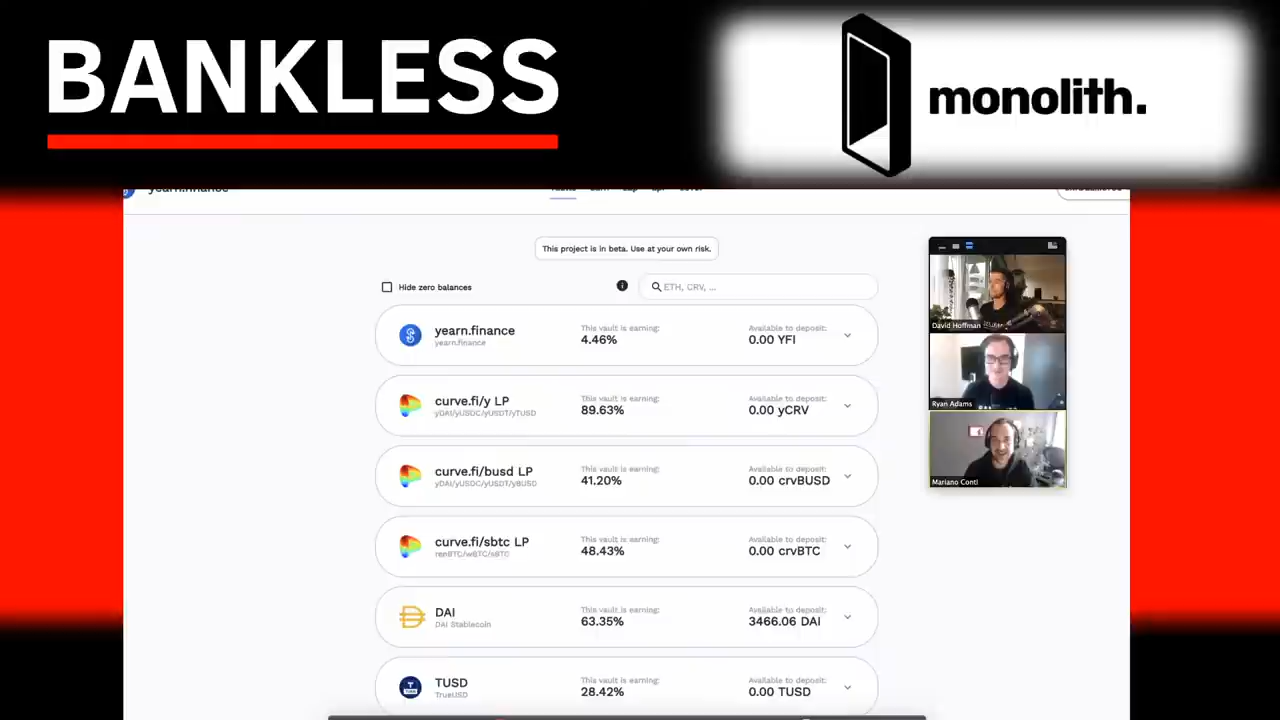 BANKLESS
monolith.
yearn.finance
This project is in beta. Use at your own risk.
Hide zero balances
ETH, CRV, ...
yearn.finance
yearn.finance
This vault is earning:
4.46%
Available to deposit:
0.00 YFI
curve.fi/y LP
yDAI/yUSDC/yUSDT/yTUSD
This vault is earning:
89.63%
Available to deposit:
0.00 yCRV
curve.fi/busd LP
yDAI/yUSDC/yUSDT/yBUSD
This vault is earning:
41.20%
Available to deposit:
0.00 crvBUSD
curve.fi/sbtc LP
renBTC/wBTC/sBTC
This vault is earning:
48.43%
Available to deposit:
0.00 crvBTC
DAI
DAI Stablecoin
This vault is earning:
63.35%
Available to deposit:
3466.06 DAI
TUSD
TrueUSD
This vault is earning:
28.42%
Available to deposit:
0.00 TUSD
David Hoffman
Ryan Adams
Mariano Conti